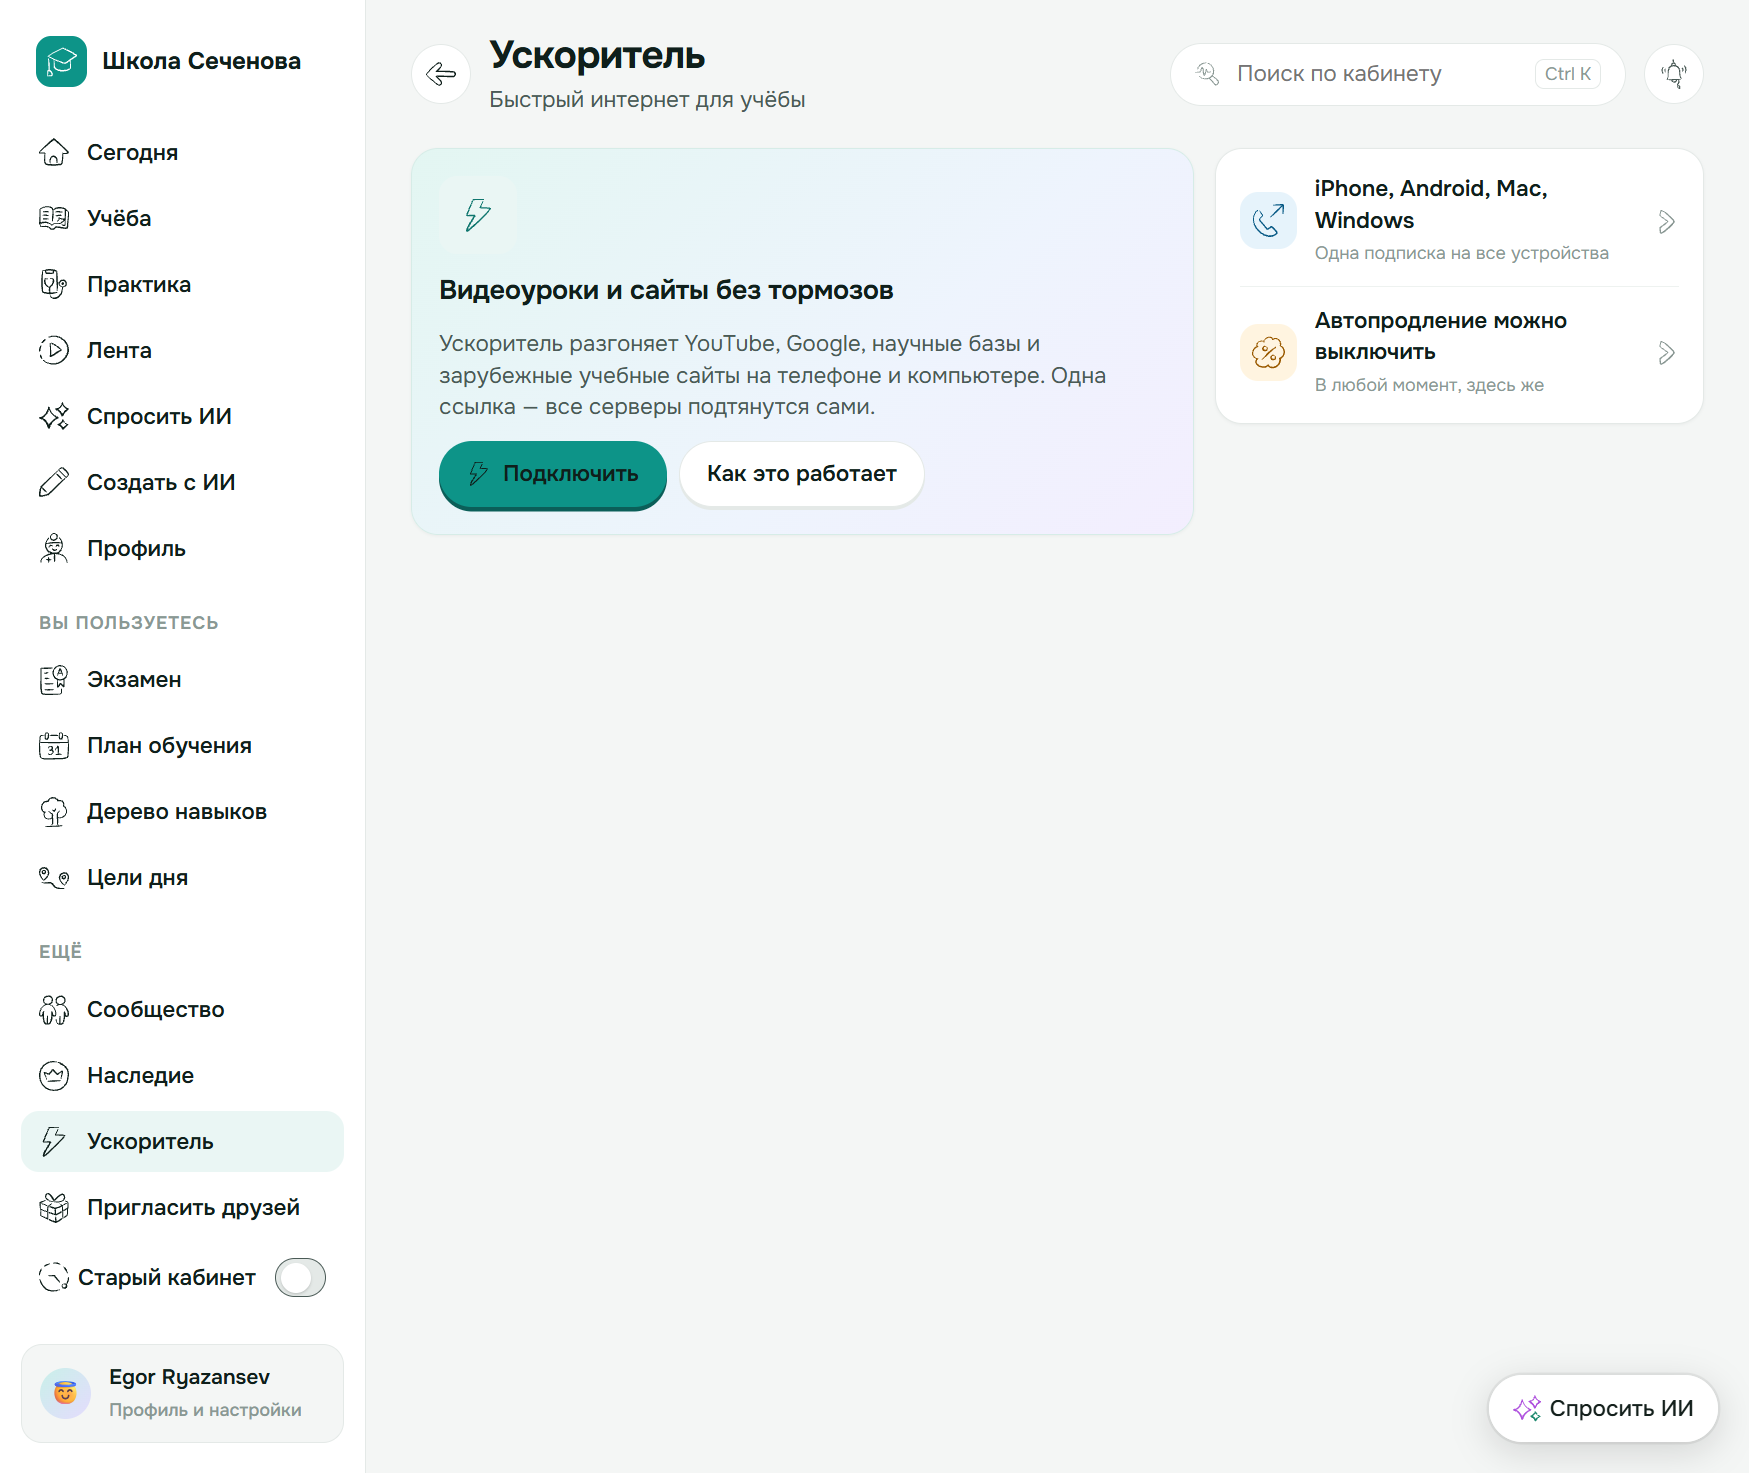 Школа Сеченова
Сегодня
Учёба
Практика
Лента
Спросить ИИ
Создать с ИИ
Профиль
ВЫ ПОЛЬЗУЕТЕСЬ
Экзамен
31
План обучения
Дерево навыков
Цели дня
ЕЩЁ
Сообщество
Наследие
Ускоритель
Пригласить друзей
Старый кабинет
Egor Ryazansev
Профиль и настройки
Ускоритель
Быстрый интернет для учёбы
Поиск по кабинету
Ctrl K
Видеоуроки и сайты без тормозов
Ускоритель разгоняет YouTube, Google, научные базы и
зарубежные учебные сайты на телефоне и компьютере. Одна
ссылка — все серверы подтянутся сами.
Подключить
Как это работает
iPhone, Android, Mac,
Windows
Одна подписка на все устройства
Автопродление можно
выключить
В любой момент, здесь же
Спросить ИИ